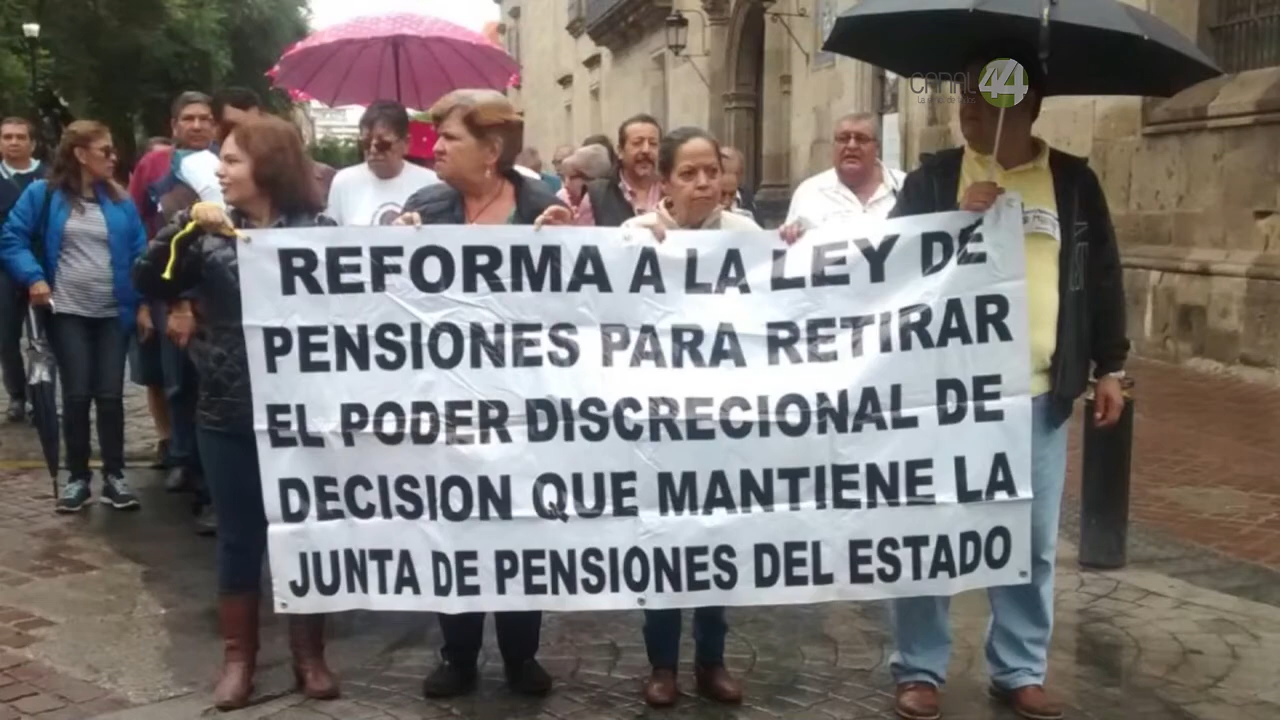 CANAL 44
REFORMA A LA LEY DE
PENSIONES PARA RETIRAR
EL PODER DISCRECIONAL DE
DECISION QUE MANTIENE LA
JUNTA DE PENSIONES DEL ESTADO